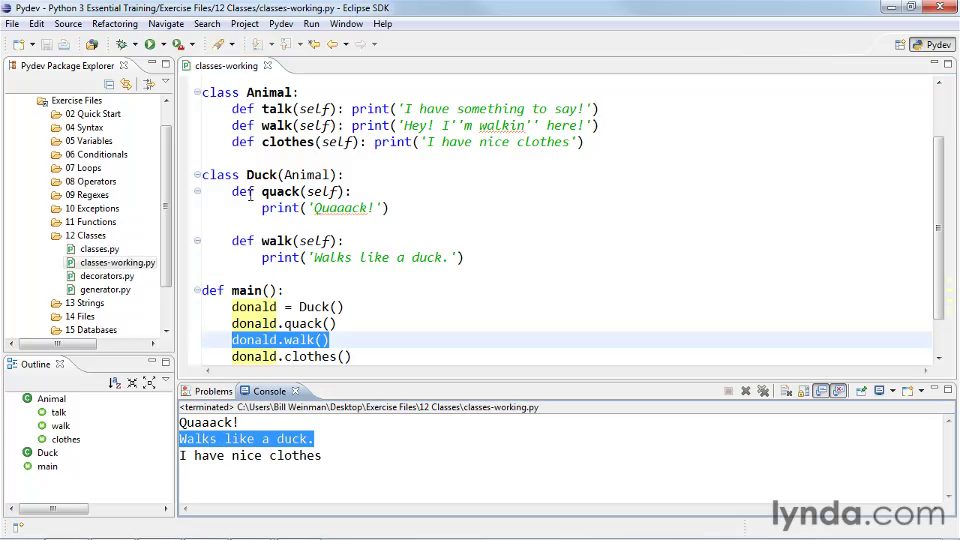 Pydev - Python 3 Essential Training/Exercise Files/12 Classes/classes-working.py - Eclipse SDK
File Edit Source Refactoring Navigate Search Project Pydev Run Window Help
Pydev
Pydev Package Explorer
classes-working
Exercise Files
02 Quick Start
04 Syntax
05 Variables
06 Conditionals
07 Loops
08 Operators
09 Regexes
10 Exceptions
11 Functions
12 Classes
classes.py
classes-working.py
decorators.py
generator.py
13 Strings
14 Files
15 Databases
class Animal:
def talk(self): print('I have something to say!')
def walk(self): print('Hey! I''m walkin'' here!')
def clothes(self): print('I have nice clothes')
class Duck(Animal):
def quack(self):
print('Quaaack!')
def walk(self):
print('Walks like a duck.')
def main():
donald = Duck()
donald.quack()
donald.walk()
donald.clothes()
Outline
Animal
talk
walk
clothes
Duck
main
Problems Console
<terminated> C:\Users\Bill Weinman\Desktop\Exercise Files\12 Classes\classes-working.py
Quaaack!
Walks like a duck.
I have nice clothes
lynda.com